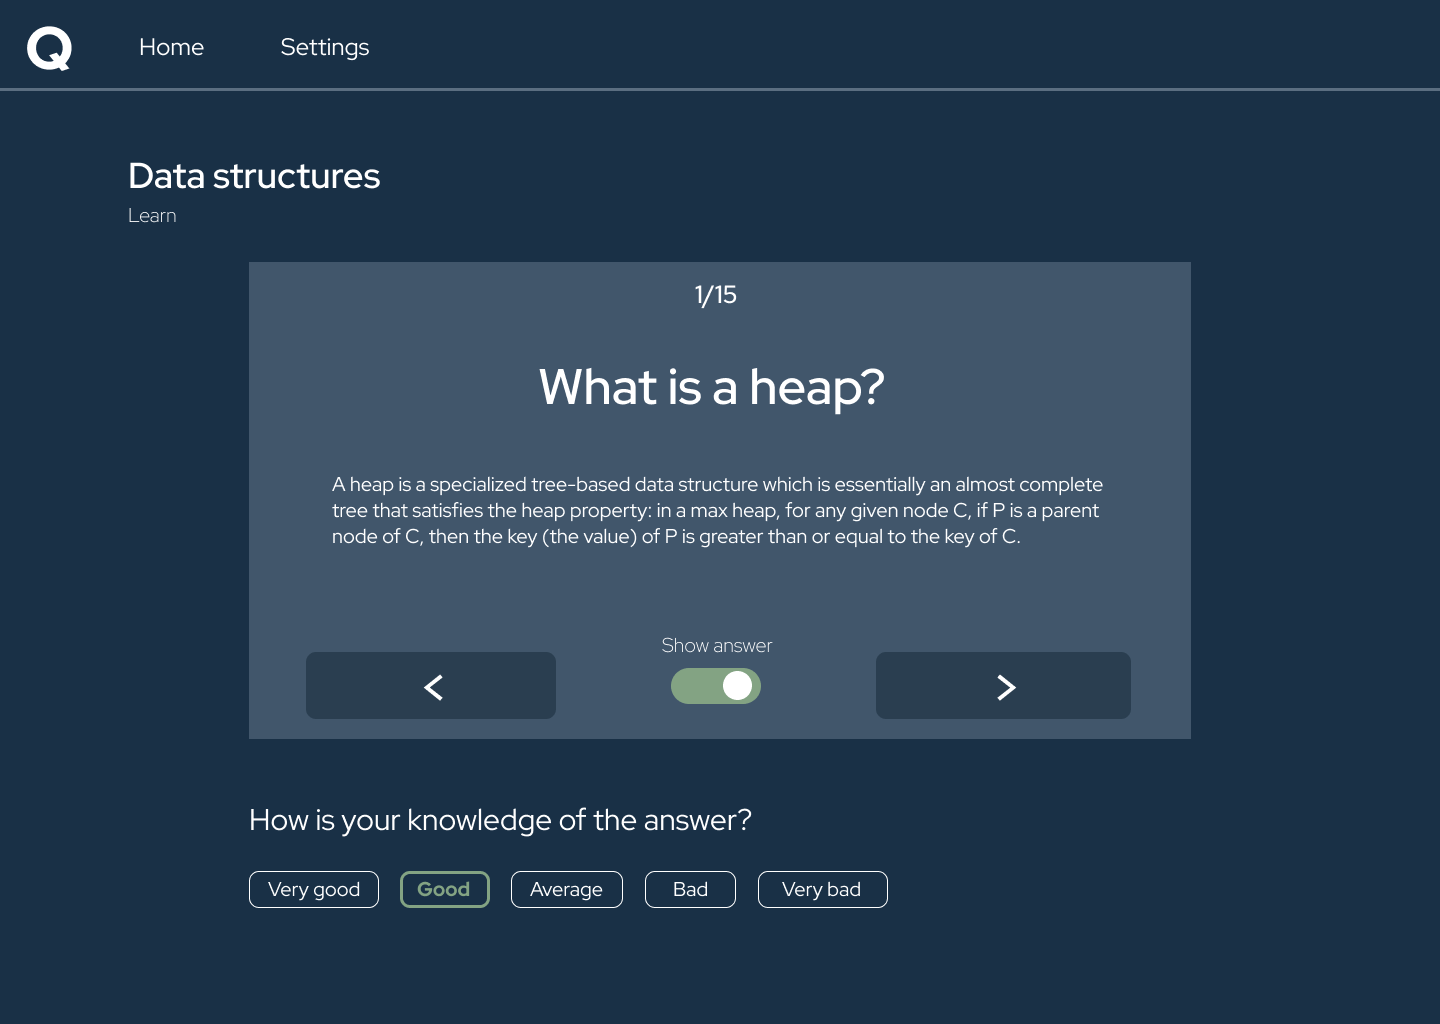 Q Home Settings
Data structures
Learn
1/15
What is a heap?
A heap is a specialized tree-based data structure which is essentially an almost complete
tree that satisfies the heap property: in a max heap, for any given node C, if P is a parent
node of C, then the key (the value) of P is greater than or equal to the key of C.
Show answer
< >
How is your knowledge of the answer?
Very good Good Average Bad Very bad